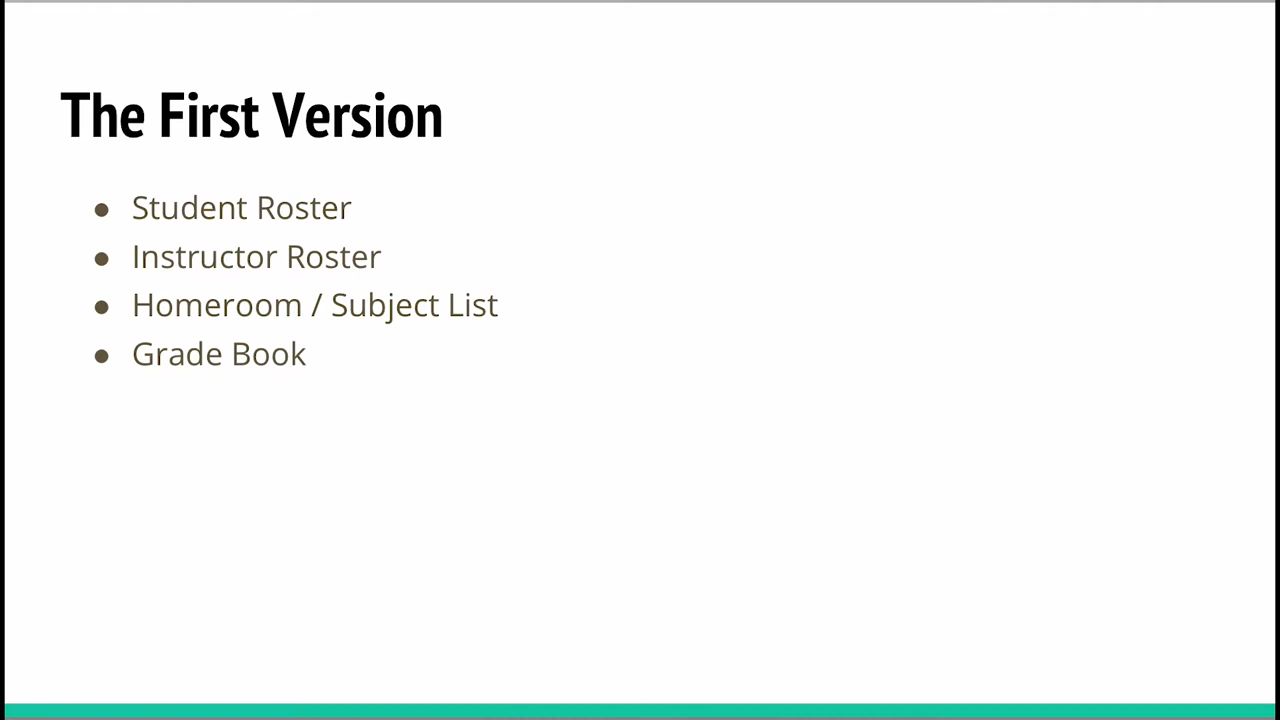 The First Version
● Student Roster
● Instructor Roster
● Homeroom / Subject List
● Grade Book